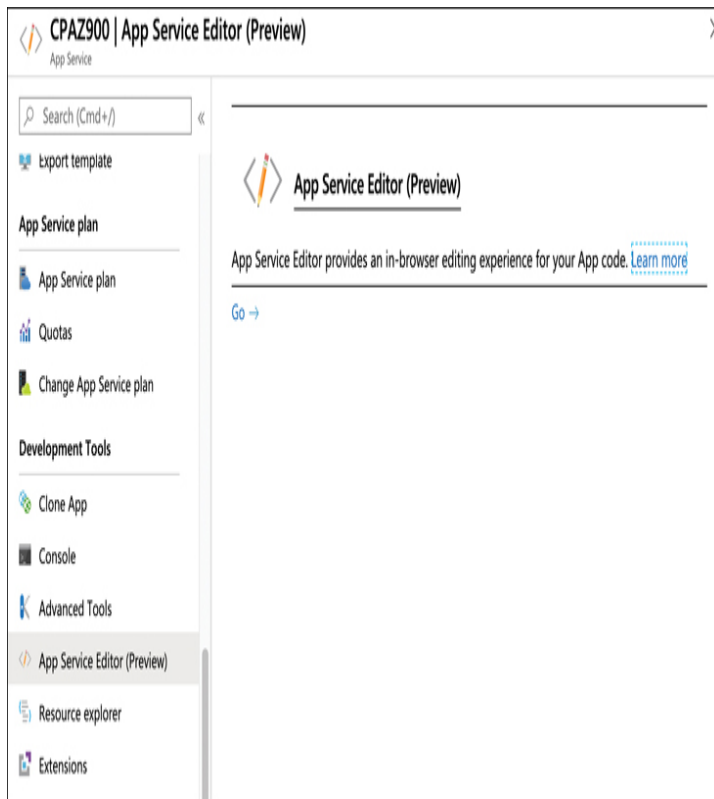 CPAZ900 | App Service Editor (Preview)
App Service
Search (Cmd+/)
«
Export template
App Service plan
App Service plan
Quotas
Change App Service plan
Development Tools
Clone App
Console
Advanced Tools
App Service Editor (Preview)
Resource explorer
Extensions
App Service Editor (Preview)
App Service Editor provides an in-browser editing experience for your App code. Learn more
Go →